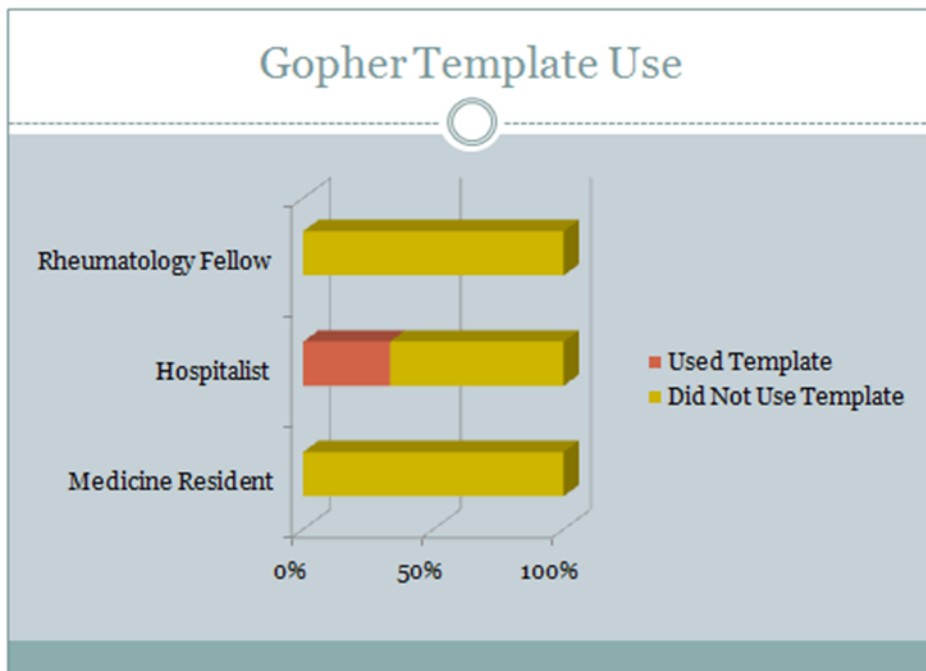 Gopher Template Use
Rheumatology Fellow
Hospitalist
Medicine Resident
0% 50% 100%
Used Template
Did Not Use Template